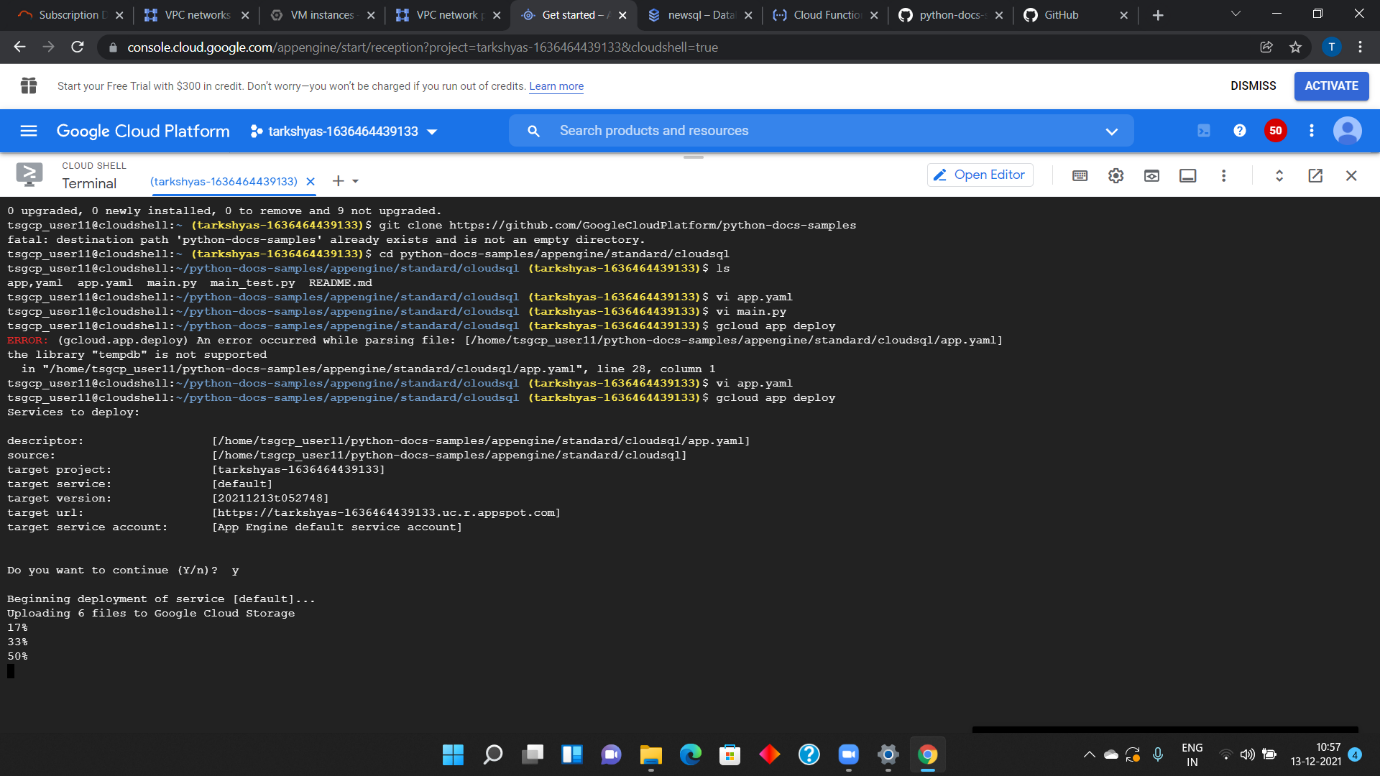 Subscription D
VPC networks
VM instances
VPC network p
Get started – A
newsql – Data
Cloud Functio
python-docs-s
GitHub
console.cloud.google.com/appengine/start/reception?project=tarkshyas-1636464439133&cloudshell=true
T
Start your Free Trial with $300 in credit. Don't worry—you won't be charged if you run out of credits. Learn more
DISMISS
ACTIVATE
Google Cloud Platform
tarkshyas-1636464439133
Search products and resources
50
CLOUD SHELL
Terminal
(tarkshyas-1636464439133)
Open Editor
0 upgraded, 0 newly installed, 0 to remove and 9 not upgraded.
tsgcp_user11@cloudshell:~ (tarkshyas-1636464439133)$ git clone https://github.com/GoogleCloudPlatform/python-docs-samples
fatal: destination path 'python-docs-samples' already exists and is not an empty directory.
tsgcp_user11@cloudshell:~ (tarkshyas-1636464439133)$ cd python-docs-samples/appengine/standard/cloudsql
tsgcp_user11@cloudshell:~/python-docs-samples/appengine/standard/cloudsql (tarkshyas-1636464439133)$ ls
app,yaml app.yaml main.py main_test.py README.md
tsgcp_user11@cloudshell:~/python-docs-samples/appengine/standard/cloudsql (tarkshyas-1636464439133)$ vi app.yaml
tsgcp_user11@cloudshell:~/python-docs-samples/appengine/standard/cloudsql (tarkshyas-1636464439133)$ vi main.py
tsgcp_user11@cloudshell:~/python-docs-samples/appengine/standard/cloudsql (tarkshyas-1636464439133)$ gcloud app deploy
ERROR: (gcloud.app.deploy) An error occurred while parsing file: [/home/tsgcp_user11/python-docs-samples/appengine/standard/cloudsql/app.yaml]
the library "tempdb" is not supported
in "/home/tsgcp_user11/python-docs-samples/appengine/standard/cloudsql/app.yaml", line 28, column 1
tsgcp_user11@cloudshell:~/python-docs-samples/appengine/standard/cloudsql (tarkshyas-1636464439133)$ vi app.yaml
tsgcp_user11@cloudshell:~/python-docs-samples/appengine/standard/cloudsql (tarkshyas-1636464439133)$ gcloud app deploy
Services to deploy:
descriptor: [/home/tsgcp_user11/python-docs-samples/appengine/standard/cloudsql/app.yaml]
source: [/home/tsgcp_user11/python-docs-samples/appengine/standard/cloudsql]
target project: [tarkshyas-1636464439133]
target service: [default]
target version: [20211213t052748]
target url: [https://tarkshyas-1636464439133.uc.r.appspot.com]
target service account: [App Engine default service account]
Do you want to continue (Y/n)? y
Beginning deployment of service [default]...
Uploading 6 files to Google Cloud Storage
17%
33%
50%
ENG
IN
10:57
13-12-2021
4